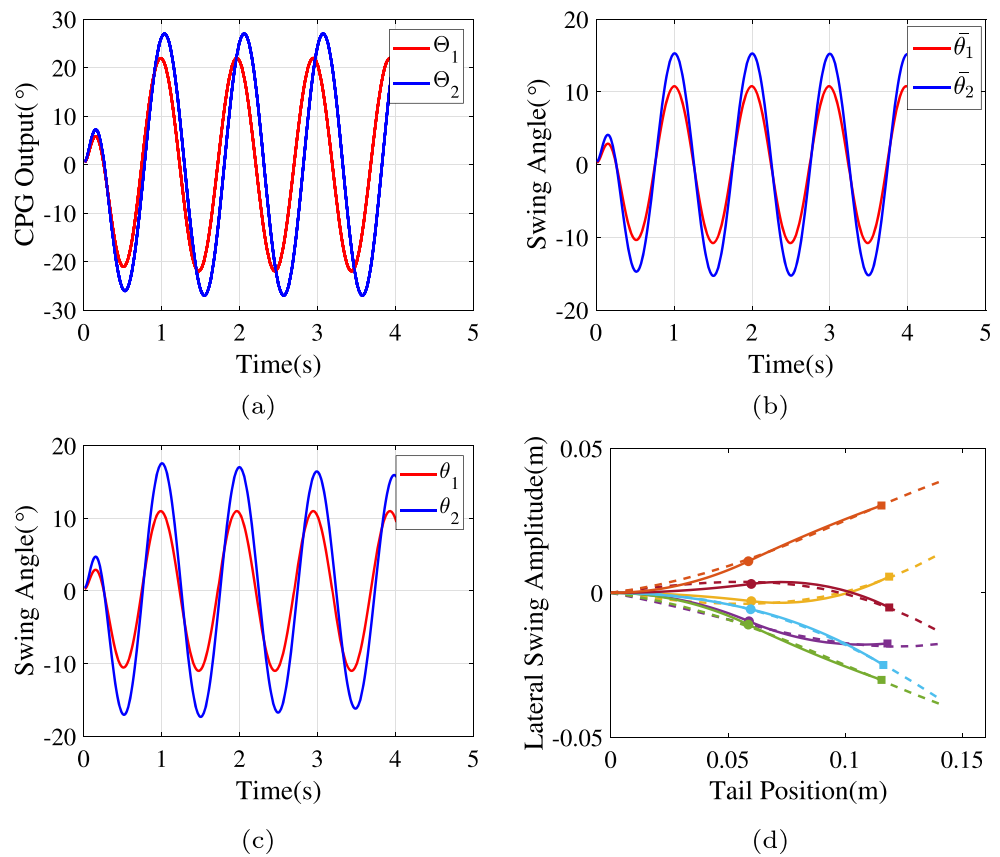 30
20
10
0
-10
-20
-30
0 1 2 3 4 5
CPG Output(°)
Time(s)
Θ1
Θ2
(a)
20
10
0
-10
-20
0 1 2 3 4 5
Swing Angle(°)
Time(s)
θ̄1
θ̄2
(b)
20
10
0
-10
-20
0 1 2 3 4 5
Swing Angle(°)
Time(s)
θ1
θ2
(c)
0.05
0
-0.05
0 0.05 0.1 0.15
Lateral Swing Amplitude(m)
Tail Position(m)
(d)